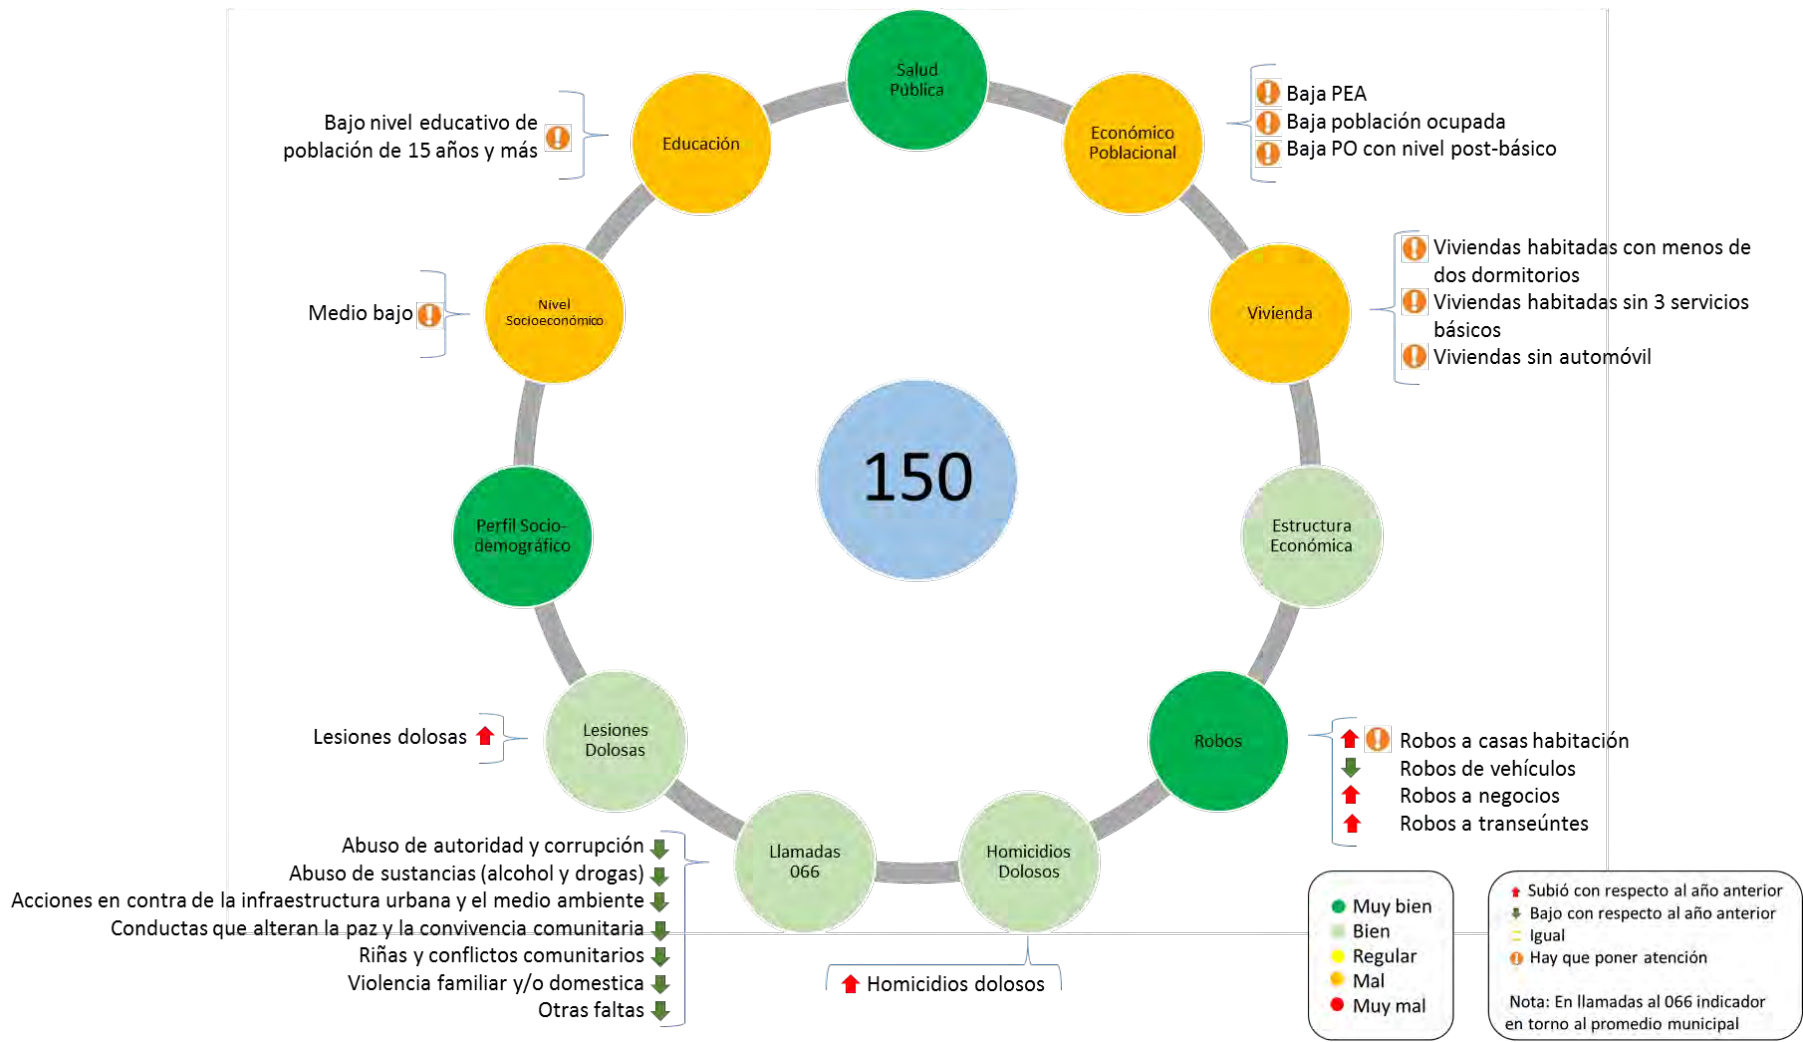 Salud
Pública
Económico
Poblacional
Baja PEA
Baja población ocupada
Baja PO con nivel post-básico
Vivienda
Viviendas habitadas con menos de
dos dormitorios
Viviendas habitadas sin 3 servicios
básicos
Viviendas sin automóvil
Estructura
Económica
Robos
Robos a casas habitación
Robos de vehículos
Robos a negocios
Robos a transeúntes
Homicidios
Dolosos
Homicidios dolosos
Llamadas
066
Abuso de autoridad y corrupción
Abuso de sustancias (alcohol y drogas)
Acciones en contra de la infraestructura urbana y el medio ambiente
Conductas que alteran la paz y la convivencia comunitaria
Riñas y conflictos comunitarios
Violencia familiar y/o domestica
Otras faltas
Lesiones
Dolosas
Lesiones dolosas
Perfil Socio-
demográfico
Nivel
Socioeconómico
Medio bajo
Educación
Bajo nivel educativo de
población de 15 años y más
150
Muy bien
Bien
Regular
Mal
Muy mal
Subió con respecto al año anterior
Bajo con respecto al año anterior
Igual
Hay que poner atención
Nota: En llamadas al 066 indicador
en torno al promedio municipal